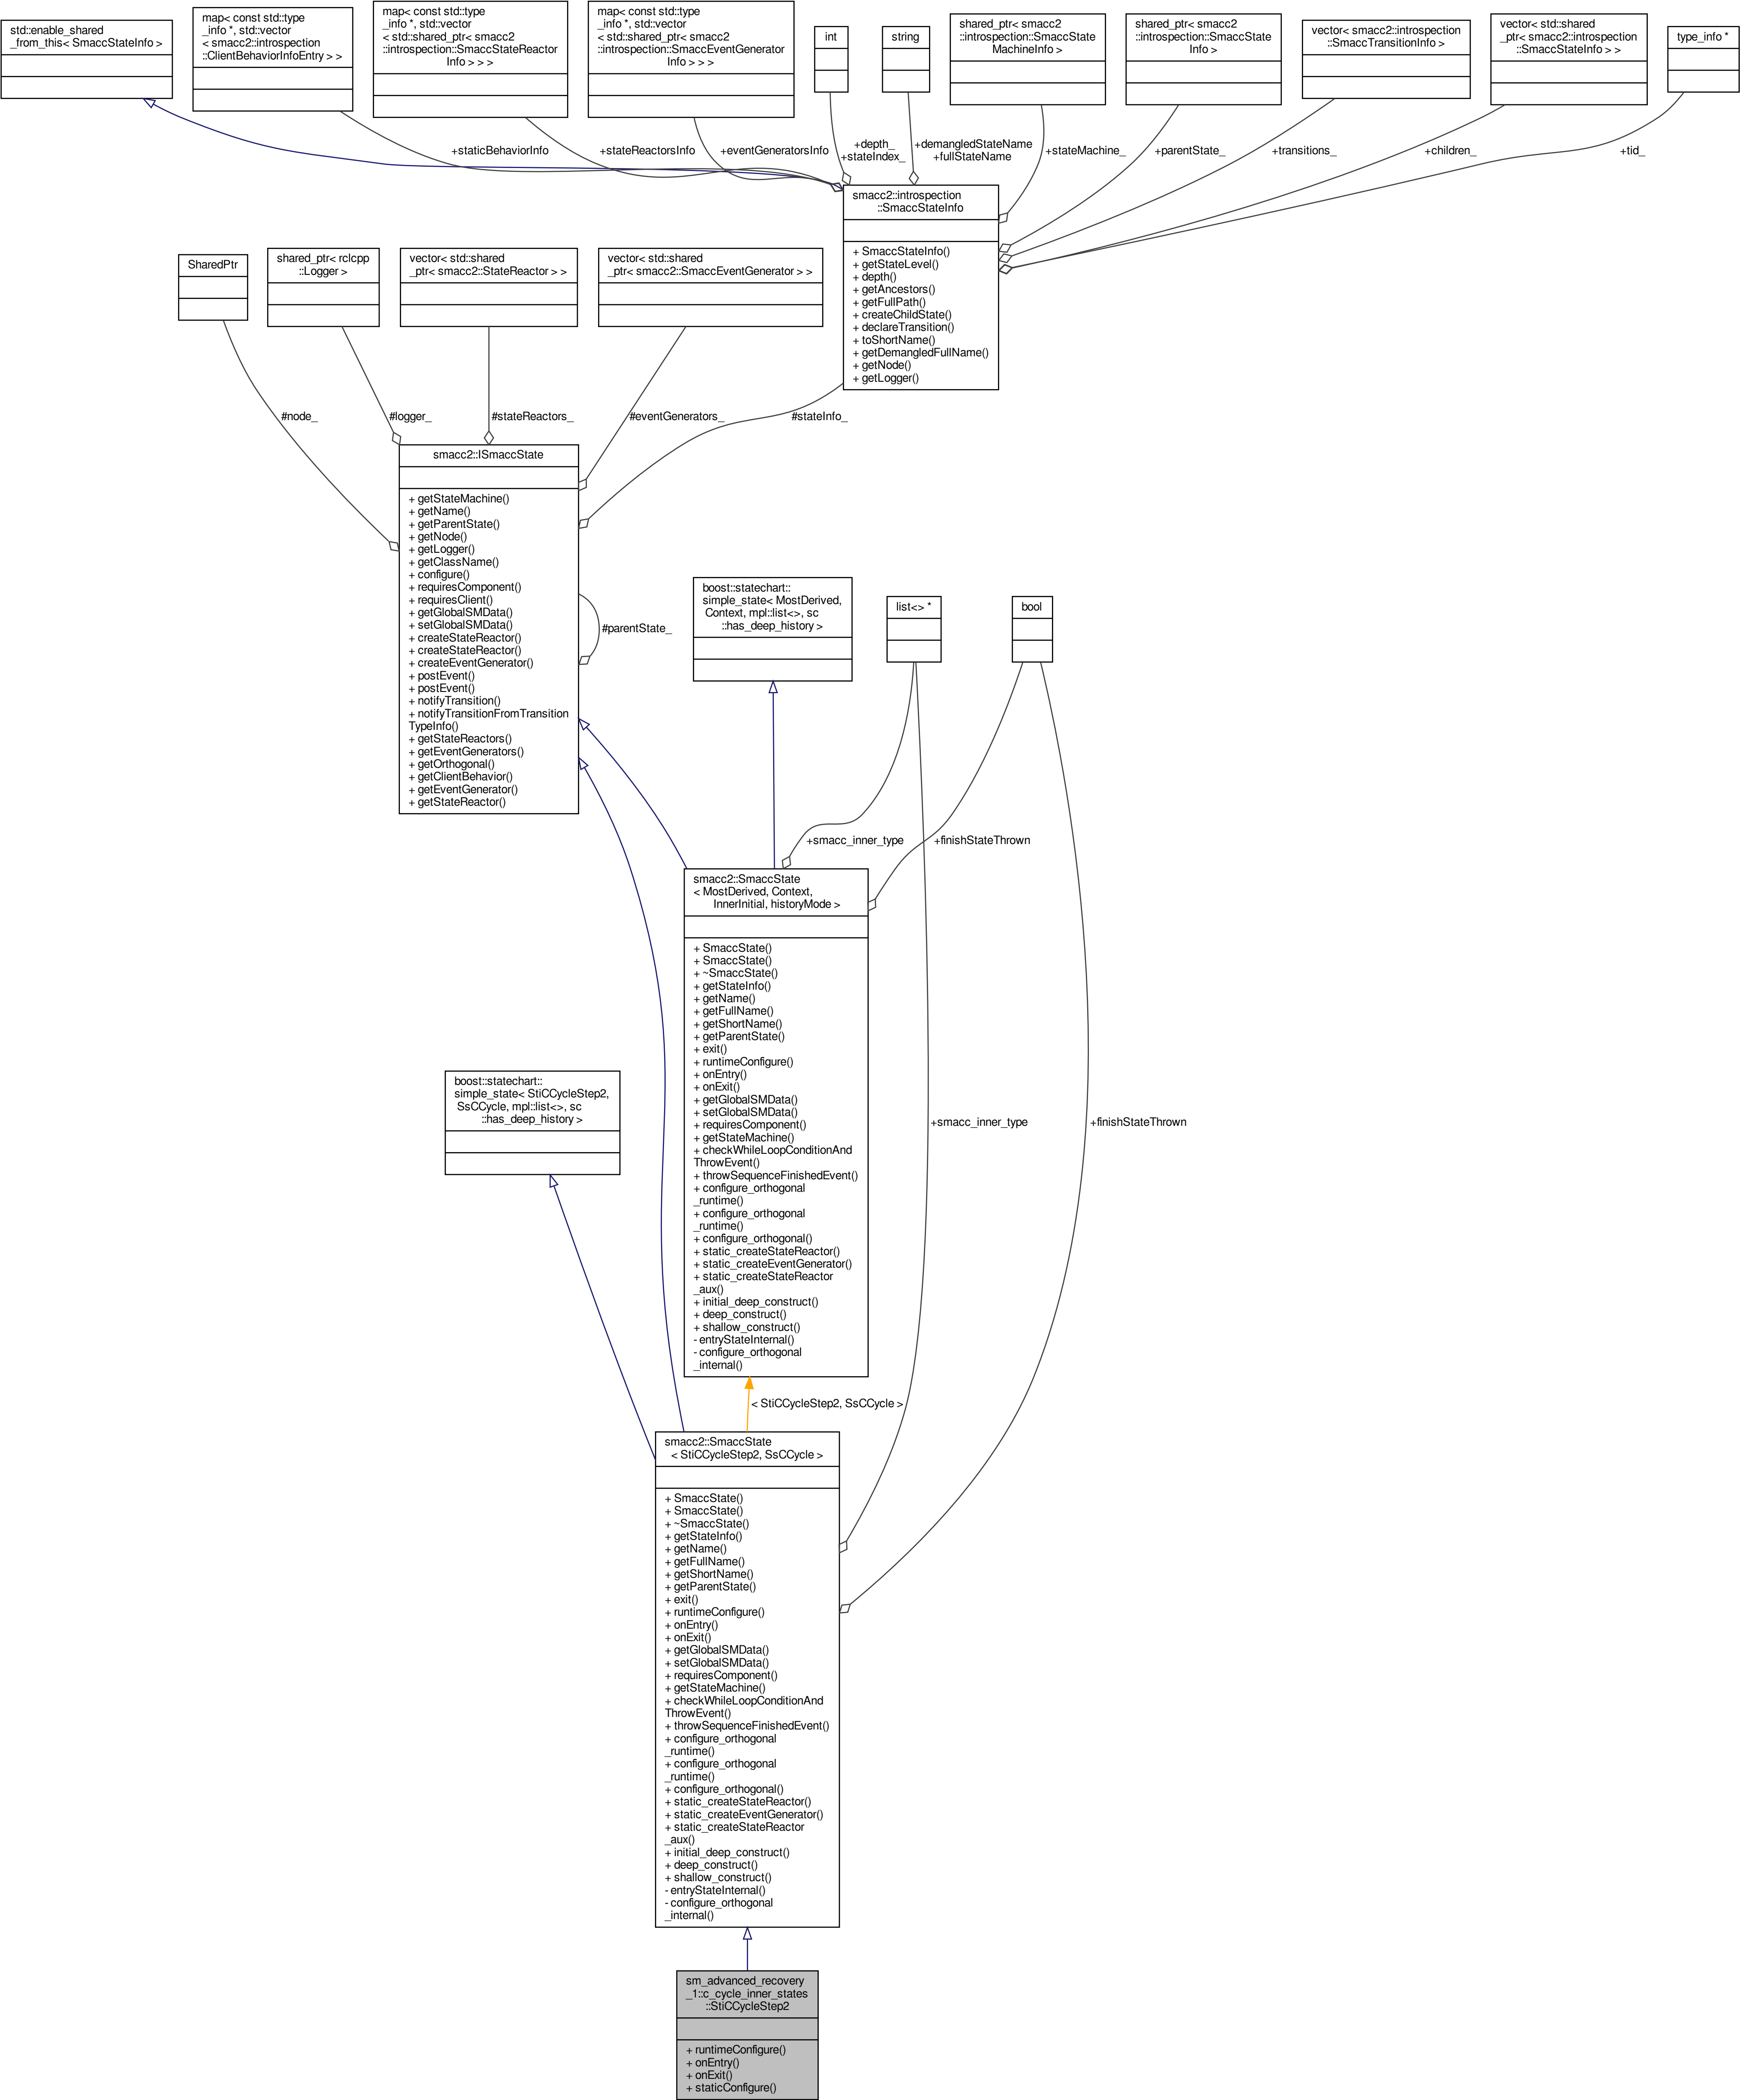 std::enable_shared
_from_this< SmaccStateInfo >
map< const std::type
_info *, std::vector
< smacc2::introspection
::ClientBehaviorInfoEntry > >
map< const std::type
_info *, std::vector
< std::shared_ptr< smacc2
::introspection::SmaccStateReactor
Info > > >
map< const std::type
_info *, std::vector
< std::shared_ptr< smacc2
::introspection::SmaccEventGenerator
Info > > >
int
string
shared_ptr< smacc2
::introspection::SmaccState
MachineInfo >
shared_ptr< smacc2
::introspection::SmaccState
Info >
vector< smacc2::introspection
::SmaccTransitionInfo >
vector< std::shared
_ptr< smacc2::introspection
::SmaccStateInfo > >
type_info *
+staticBehaviorInfo
+stateReactorsInfo
+eventGeneratorsInfo
+depth_
+stateIndex_
+demangledStateName
+fullStateName
+stateMachine_
+parentState_
+transitions_
+children_
+tid_
smacc2::introspection
::SmaccStateInfo
+ SmaccStateInfo()
+ getStateLevel()
+ depth()
+ getAncestors()
+ getFullPath()
+ createChildState()
+ declareTransition()
+ toShortName()
+ getDemangledFullName()
+ getNode()
+ getLogger()
SharedPtr
shared_ptr< rclcpp
::Logger >
vector< std::shared
_ptr< smacc2::StateReactor > >
vector< std::shared
_ptr< smacc2::SmaccEventGenerator > >
#node_
#logger_
#stateReactors_
#eventGenerators_
#stateInfo_
smacc2::ISmaccState
+ getStateMachine()
+ getName()
+ getParentState()
+ getNode()
+ getLogger()
+ getClassName()
+ configure()
+ requiresComponent()
+ requiresClient()
+ getGlobalSMData()
+ setGlobalSMData()
+ createStateReactor()
+ createStateReactor()
+ createEventGenerator()
+ postEvent()
+ postEvent()
+ notifyTransition()
+ notifyTransitionFromTransition
TypeInfo()
+ getStateReactors()
+ getEventGenerators()
+ getOrthogonal()
+ getClientBehavior()
+ getEventGenerator()
+ getStateReactor()
#parentState_
boost::statechart::
simple_state< MostDerived,
Context, mpl::list<>, sc
::has_deep_history >
list<> *
bool
+smacc_inner_type
+finishStateThrown
smacc2::SmaccState
< MostDerived, Context,
InnerInitial, historyMode >
+ SmaccState()
+ SmaccState()
+ ~SmaccState()
+ getStateInfo()
+ getName()
+ getFullName()
+ getShortName()
+ getParentState()
+ exit()
+ runtimeConfigure()
+ onEntry()
+ onExit()
+ getGlobalSMData()
+ setGlobalSMData()
+ requiresComponent()
+ getStateMachine()
+ checkWhileLoopConditionAnd
ThrowEvent()
+ throwSequenceFinishedEvent()
+ configure_orthogonal
_runtime()
+ configure_orthogonal
_runtime()
+ configure_orthogonal()
+ static_createStateReactor()
+ static_createEventGenerator()
+ static_createStateReactor
_aux()
+ initial_deep_construct()
+ deep_construct()
+ shallow_construct()
- entryStateInternal()
- configure_orthogonal
_internal()
boost::statechart::
simple_state< StiCCycleStep2,
SsCCycle, mpl::list<>, sc
::has_deep_history >
+smacc_inner_type
+finishStateThrown
< StiCCycleStep2, SsCCycle >
smacc2::SmaccState
< StiCCycleStep2, SsCCycle >
+ SmaccState()
+ SmaccState()
+ ~SmaccState()
+ getStateInfo()
+ getName()
+ getFullName()
+ getShortName()
+ getParentState()
+ exit()
+ runtimeConfigure()
+ onEntry()
+ onExit()
+ getGlobalSMData()
+ setGlobalSMData()
+ requiresComponent()
+ getStateMachine()
+ checkWhileLoopConditionAnd
ThrowEvent()
+ throwSequenceFinishedEvent()
+ configure_orthogonal
_runtime()
+ configure_orthogonal
_runtime()
+ configure_orthogonal()
+ static_createStateReactor()
+ static_createEventGenerator()
+ static_createStateReactor
_aux()
+ initial_deep_construct()
+ deep_construct()
+ shallow_construct()
- entryStateInternal()
- configure_orthogonal
_internal()
sm_advanced_recovery
_1::c_cycle_inner_states
::StiCCycleStep2
+ runtimeConfigure()
+ onEntry()
+ onExit()
+ staticConfigure()